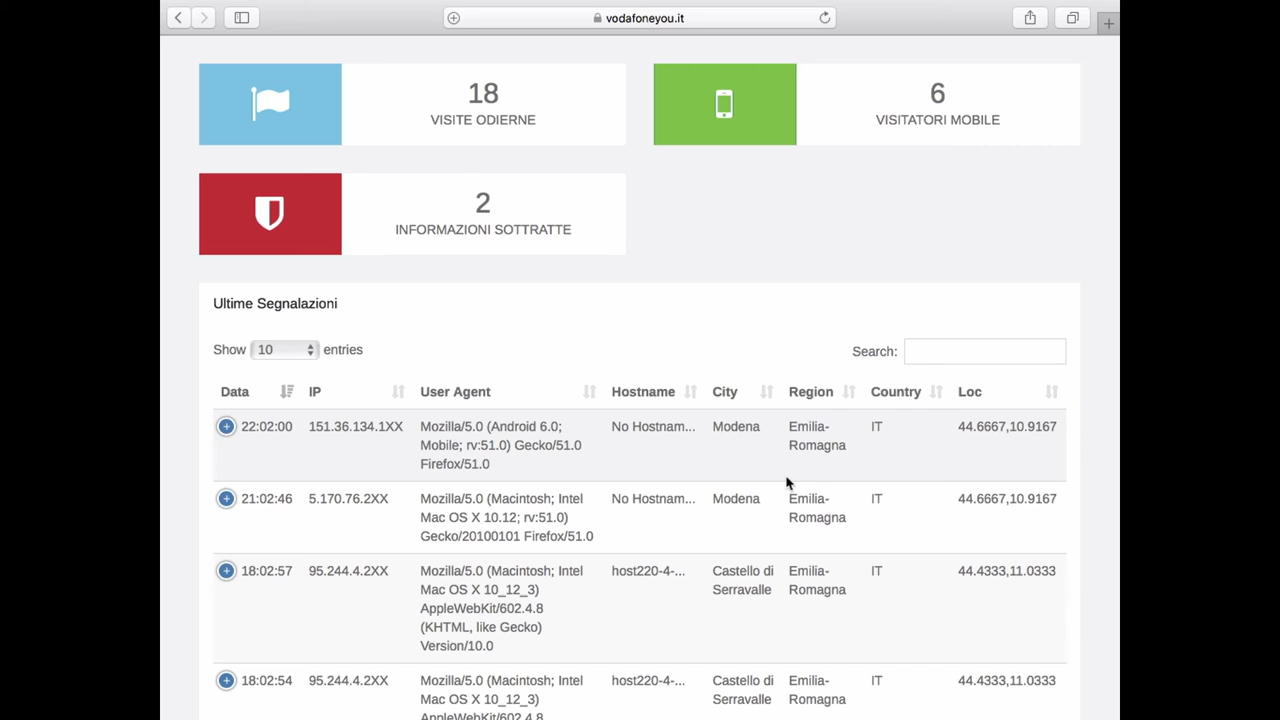 vodafoneyou.it
18
VISITE ODIERNE
6
VISITATORI MOBILE
2
INFORMAZIONI SOTTRATTE
Ultime Segnalazioni
Show 10 entries
Search:
Data IP User Agent Hostname City Region Country Loc
22:02:00 151.36.134.1XX Mozilla/5.0 (Android 6.0; No Hostnam... Modena Emilia- IT 44.6667,10.9167
Mobile; rv:51.0) Gecko/51.0 Romagna
Firefox/51.0
21:02:46 5.170.76.2XX Mozilla/5.0 (Macintosh; Intel No Hostnam... Modena Emilia- IT 44.6667,10.9167
Mac OS X 10.12; rv:51.0) Romagna
Gecko/20100101 Firefox/51.0
18:02:57 95.244.4.2XX Mozilla/5.0 (Macintosh; Intel host220-4-... Castello di Emilia- IT 44.4333,11.0333
Mac OS X 10_12_3) Serravalle Romagna
AppleWebKit/602.4.8
(KHTML, like Gecko)
Version/10.0
18:02:54 95.244.4.2XX Mozilla/5.0 (Macintosh; Intel host220-4-... Castello di Emilia- IT 44.4333,11.0333
Mac OS X 10_12_3) Serravalle Romagna
AppleWebKit/602.4.8